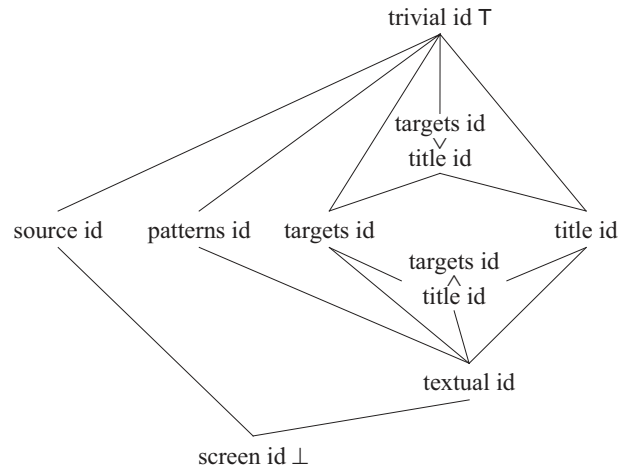 trivial id ⊤
targets id
∨
title id
source id patterns id targets id title id
targets id
∧
title id
textual id
screen id ⊥